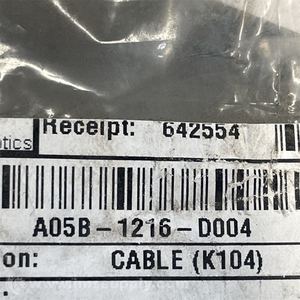 Receipt: 642554
tics
A05B-1216-D004
on: CABLE (K104)